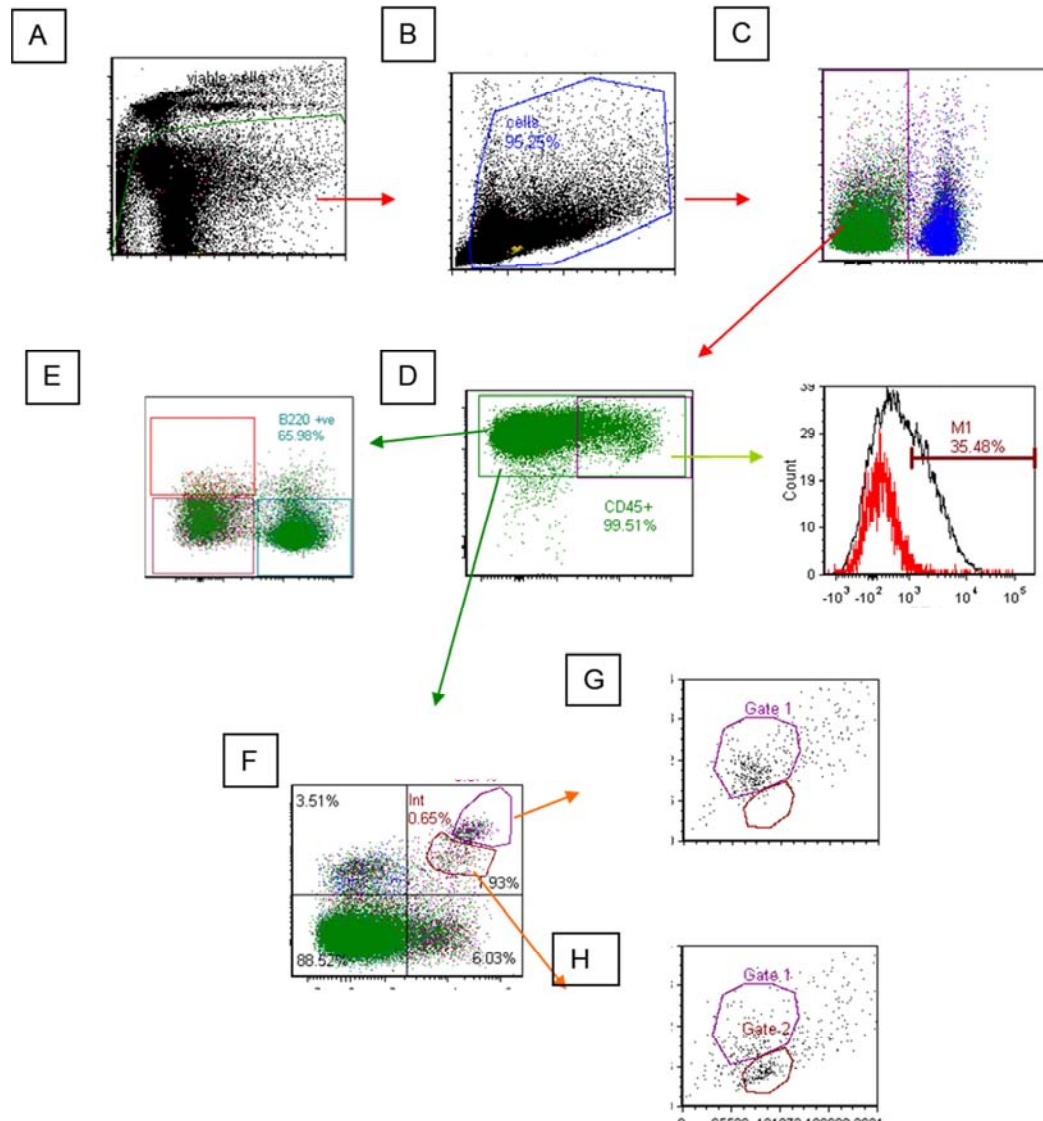 A
B
C
viable cells
cells
95.25%
E
D
B220 +ve
65.98%
CD45+
99.51%
39
29
19
10
0
Count
M1
35.48%
-10³ -10² 10³ 10⁴ 10⁵
G
Gate 1
F
3.51%
Int
0.65%
7.93%
88.52%
6.03%
H
Gate 1
Gate 2